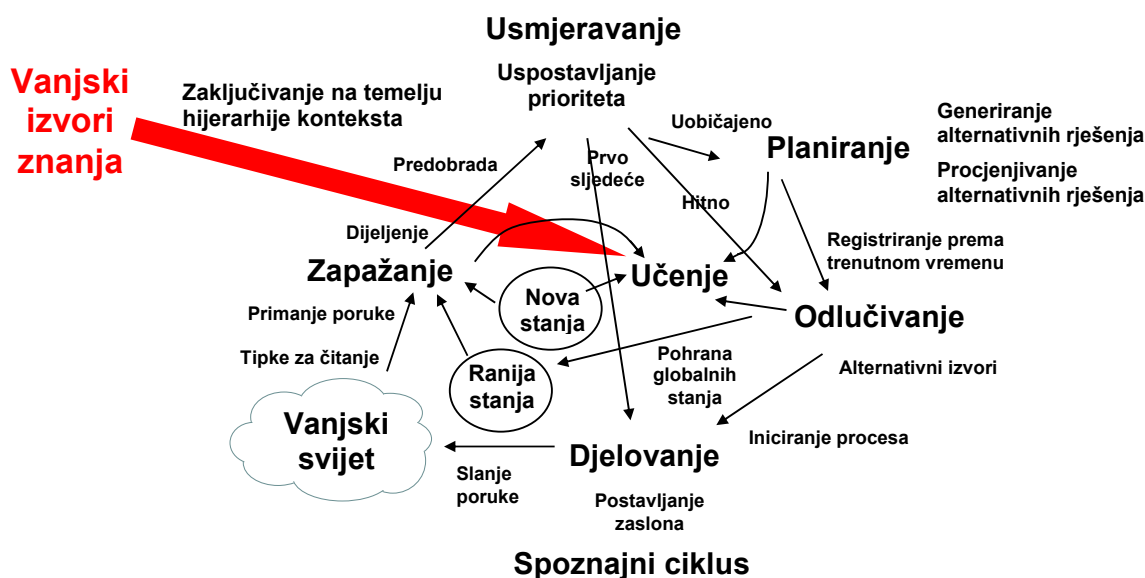 Usmjeravanje
Uspostavljanje
prioriteta
Vanjski
izvori
znanja
Zaključivanje na temelju
hijerarhije konteksta
Uobičajeno
Generiranje
alternativnih rješenja
Planiranje
Procjenjivanje
alternativnih rješenja
Predobrada
Prvo
sljedeće
Hitno
Dijeljenje
Registriranje prema
trenutnom vremenu
Zapažanje
Učenje
Nova
stanja
Odlučivanje
Primanje poruke
Tipke za čitanje
Ranija
stanja
Pohrana
globalnih
stanja
Alternativni izvori
Vanjski
svijet
Iniciranje procesa
Djelovanje
Slanje
poruke
Postavljanje
zaslona
Spoznajni ciklus